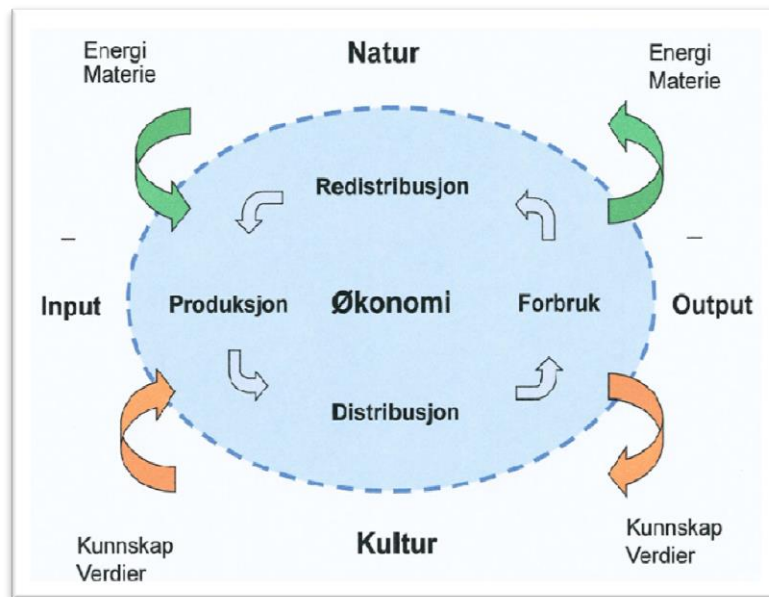 Energi
Materie
Natur
Energi
Materie
Redistribusjon
Input
Produksjon
Økonomi
Forbruk
Output
Distribusjon
Kunnskap
Verdier
Kultur
Kunnskap
Verdier